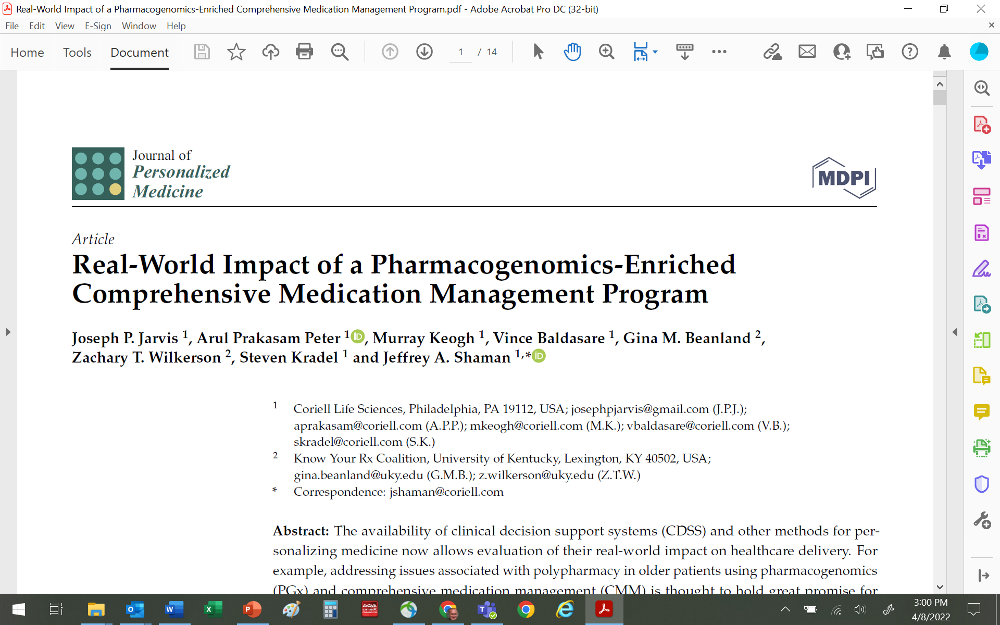 Real-World Impact of a Pharmacogenomics-Enriched Comprehensive Medication Management Program.pdf - Adobe Acrobat Pro DC (32-bit)
File Edit View E-Sign Window Help
Home Tools Document 1 / 14
Journal of
Personalized
Medicine
MDPI
Article
Real-World Impact of a Pharmacogenomics-Enriched
Comprehensive Medication Management Program
Joseph P. Jarvis 1, Arul Prakasam Peter 1 iD, Murray Keogh 1, Vince Baldasare 1, Gina M. Beanland 2,
Zachary T. Wilkerson 2, Steven Kradel 1 and Jeffrey A. Shaman 1,* iD
1 Coriell Life Sciences, Philadelphia, PA 19112, USA; josephpjarvis@gmail.com (J.P.J.);
aprakasam@coriell.com (A.P.P.); mkeogh@coriell.com (M.K.); vbaldasare@coriell.com (V.B.);
skradel@coriell.com (S.K.)
2 Know Your Rx Coalition, University of Kentucky, Lexington, KY 40502, USA;
gina.beanland@uky.edu (G.M.B.); z.wilkerson@uky.edu (Z.T.W.)
* Correspondence: jshaman@coriell.com
Abstract: The availability of clinical decision support systems (CDSS) and other methods for per-
sonalizing medicine now allows evaluation of their real-world impact on healthcare delivery. For
example, addressing issues associated with polypharmacy in older patients using pharmacogenomics
(PGx) and comprehensive medication management (CMM) is thought to hold great promise for
AVAYA
3:00 PM
4/8/2022